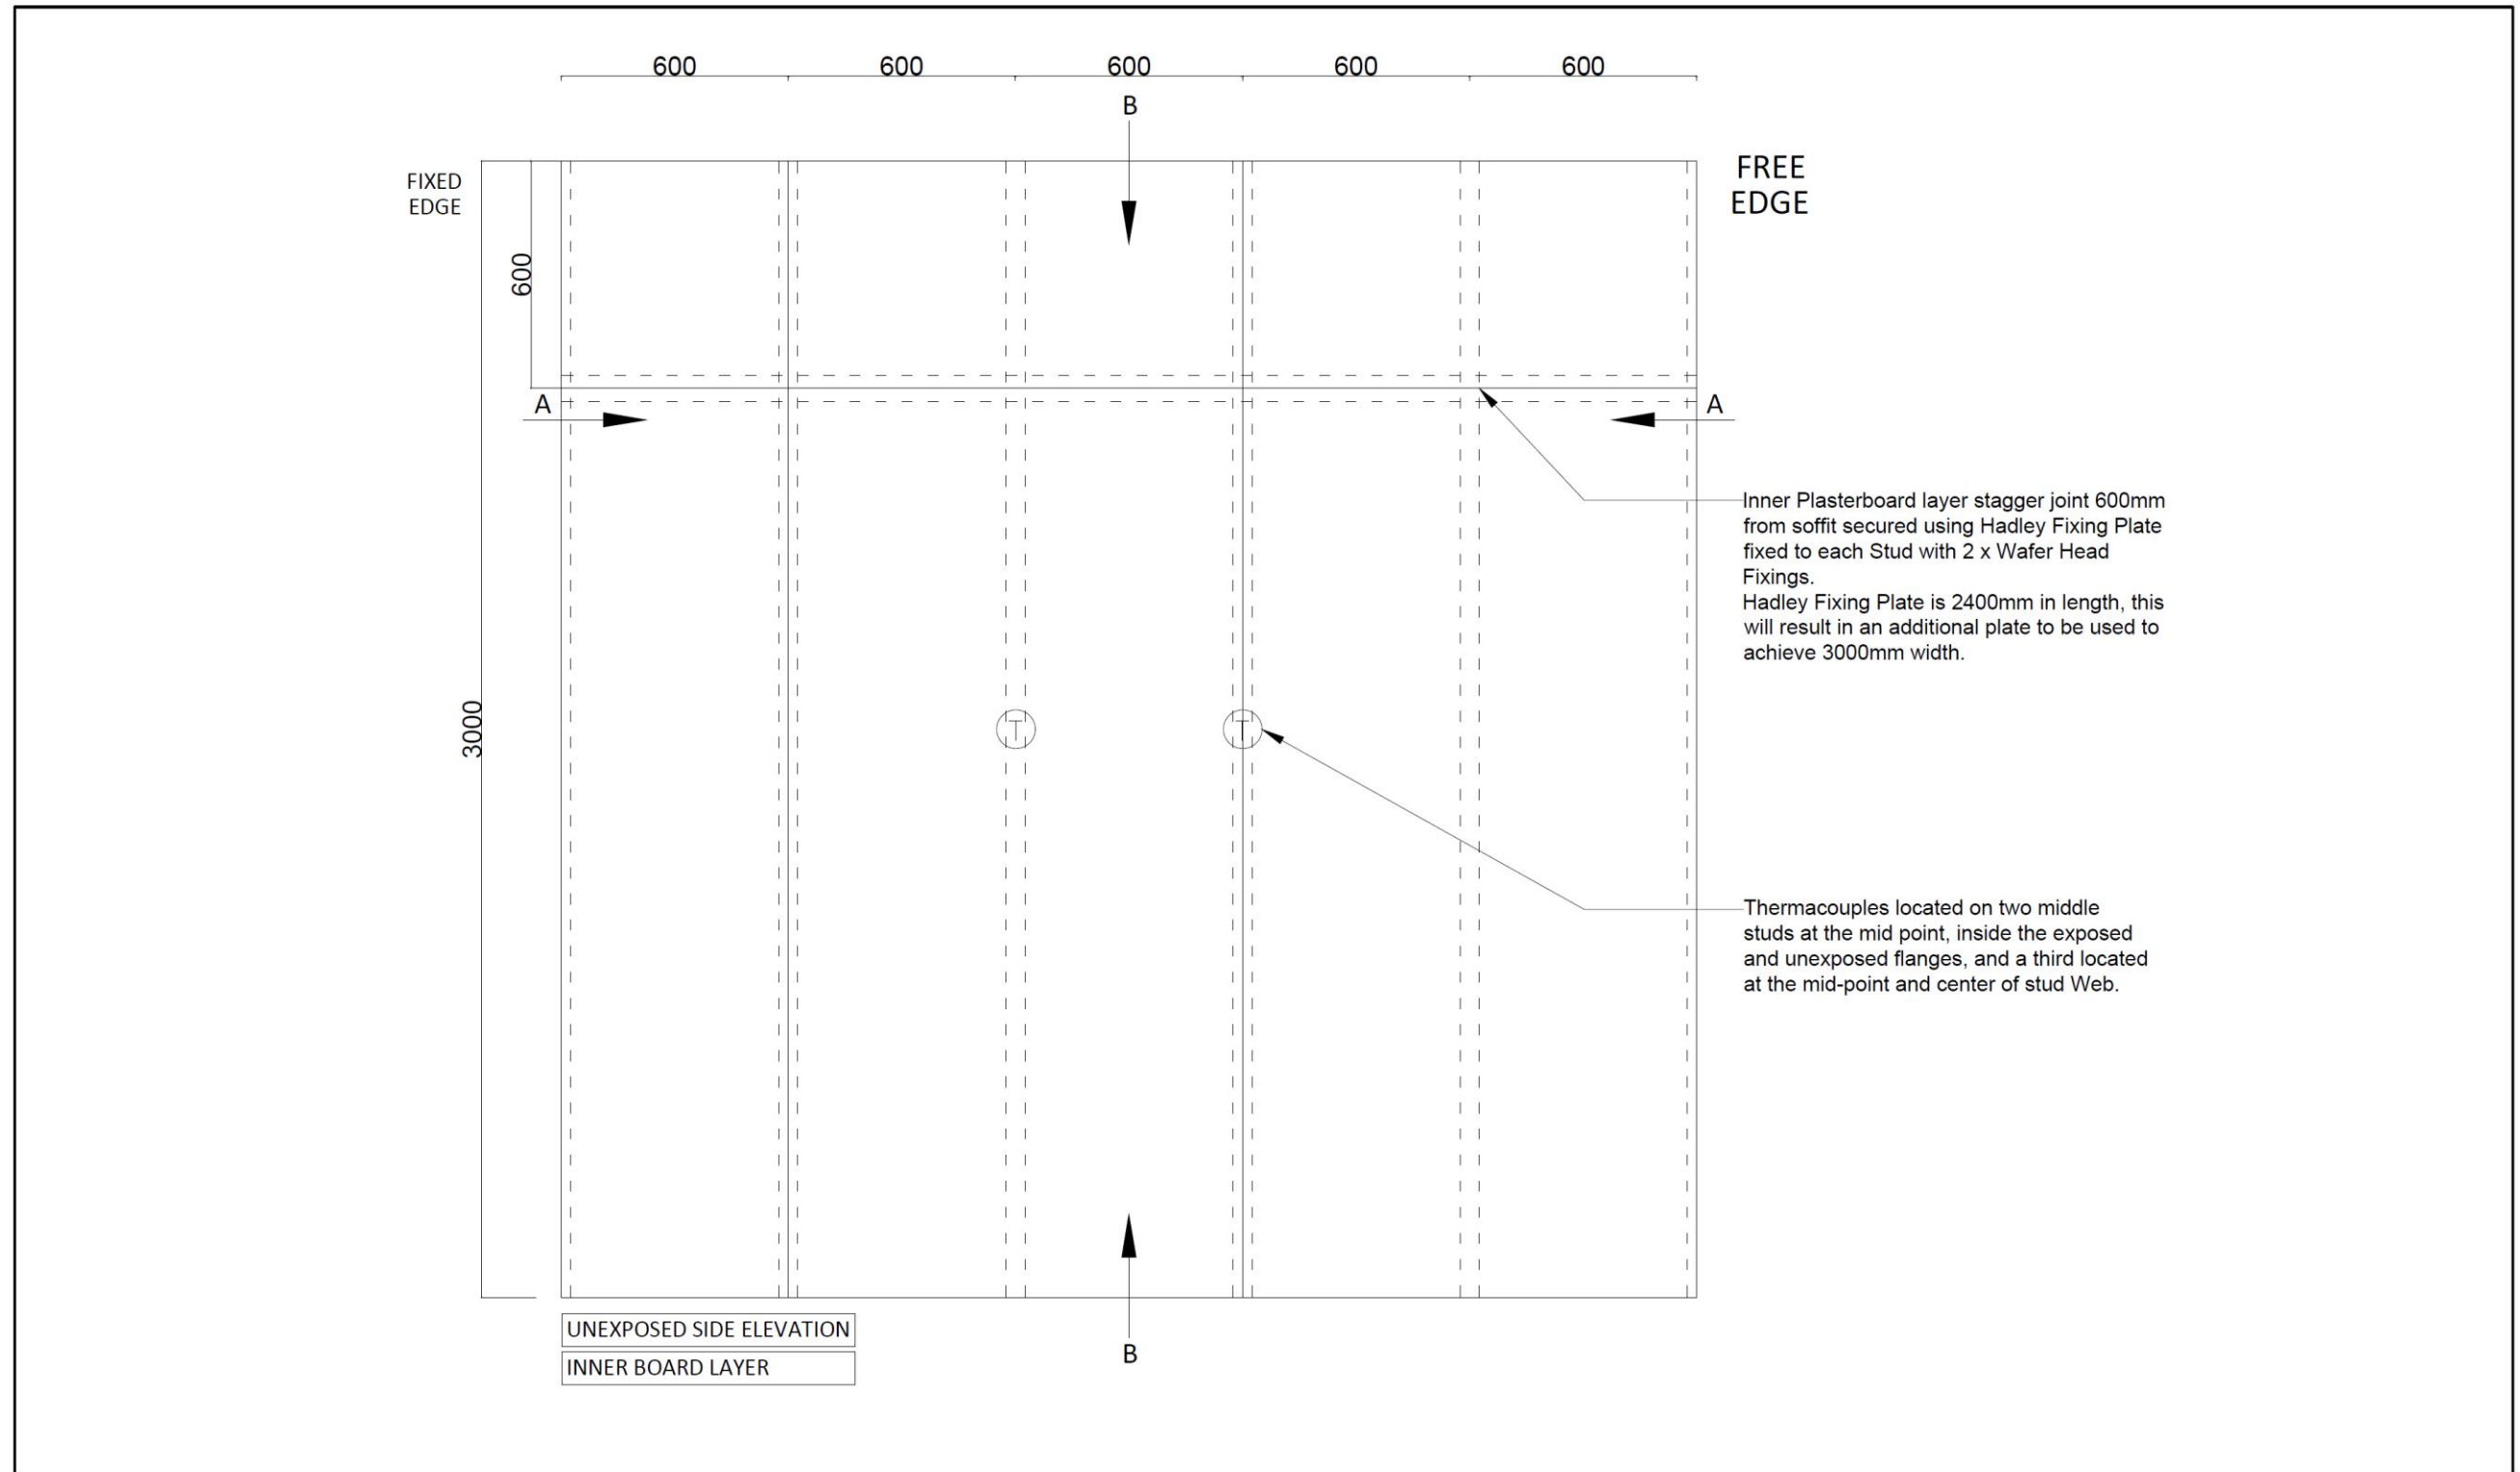 600
600
600
600
600
B
FIXED
EDGE
FREE
EDGE
600
A
A
Inner Plasterboard layer stagger joint 600mm
from soffit secured using Hadley Fixing Plate
fixed to each Stud with 2 x Wafer Head
Fixings.
Hadley Fixing Plate is 2400mm in length, this
will result in an additional plate to be used to
achieve 3000mm width.
3000
T
T
Thermacouples located on two middle
studs at the mid point, inside the exposed
and unexposed flanges, and a third located
at the mid-point and center of stud Web.
UNEXPOSED SIDE ELEVATION
INNER BOARD LAYER
B